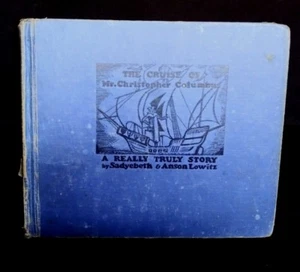 THE CRUISE OF
Mr. Christopher Columbus
A REALLY TRULY STORY
by Sadyebeth & Anson Lowitz